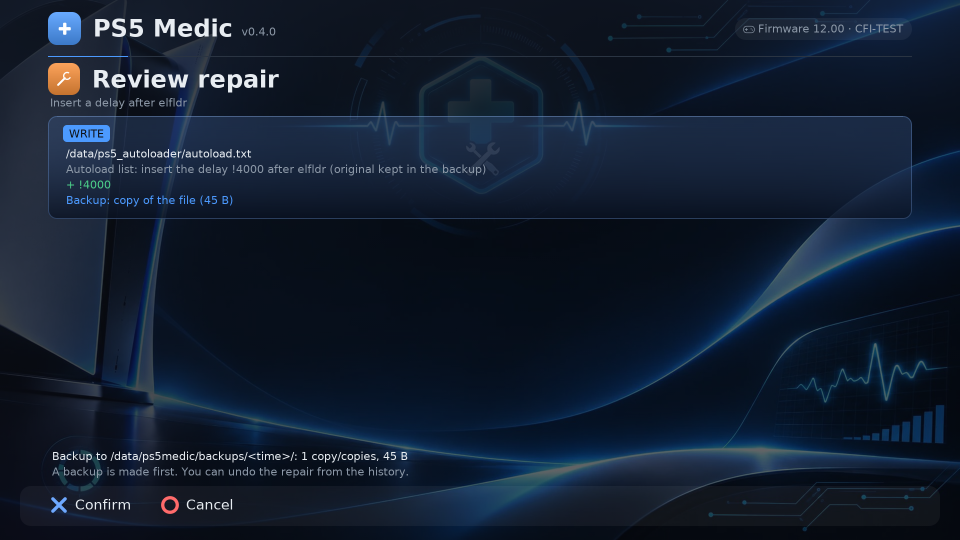 PS5 Medic v0.4.0
Firmware 12.00 · CFI-TEST
Review repair
Insert a delay after elfldr
WRITE
/data/ps5_autoloader/autoload.txt
Autoload list: insert the delay !4000 after elfldr (original kept in the backup)
+ !4000
Backup: copy of the file (45 B)
Backup to /data/ps5medic/backups/<time>/: 1 copy/copies, 45 B
A backup is made first. You can undo the repair from the history.
Confirm
Cancel